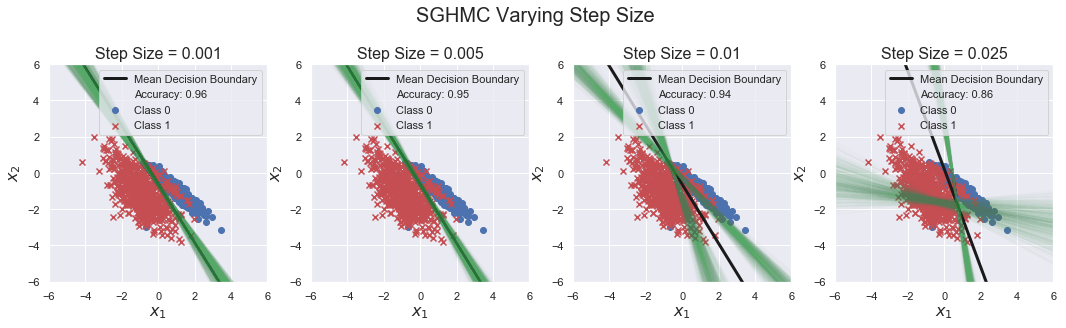 SGHMC Varying Step Size
Step Size = 0.001
Mean Decision Boundary
Accuracy: 0.96
Class 0
Class 1
6
4
2
0
−2
−4
−6
x₂
−6 −4 −2 0 2 4 6
x₁
Step Size = 0.005
Mean Decision Boundary
Accuracy: 0.95
Class 0
Class 1
6
4
2
0
−2
−4
−6
x₂
−6 −4 −2 0 2 4 6
x₁
Step Size = 0.01
Mean Decision Boundary
Accuracy: 0.94
Class 0
Class 1
6
4
2
0
−2
−4
−6
x₂
−6 −4 −2 0 2 4 6
x₁
Step Size = 0.025
Mean Decision Boundary
Accuracy: 0.86
Class 0
Class 1
6
4
2
0
−2
−4
−6
x₂
−6 −4 −2 0 2 4 6
x₁